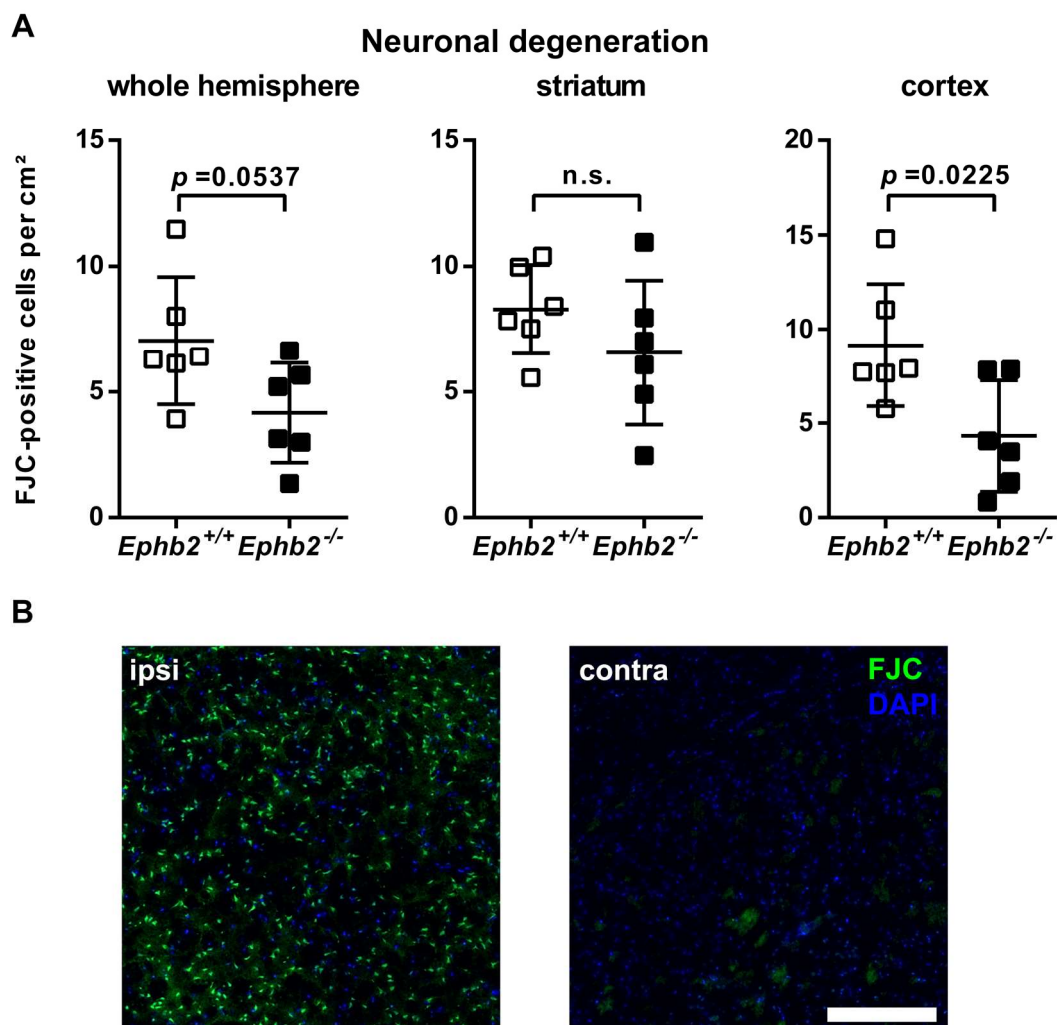 A
Neuronal degeneration
whole hemisphere
striatum
cortex
FJC-positive cells per cm²
15
10
5
0
p =0.0537
Ephb2+/+ Ephb2-/-
15
10
5
0
n.s.
Ephb2+/+ Ephb2-/-
20
15
10
5
0
p =0.0225
Ephb2+/+ Ephb2-/-
B
ipsi
contra
FJC
DAPI